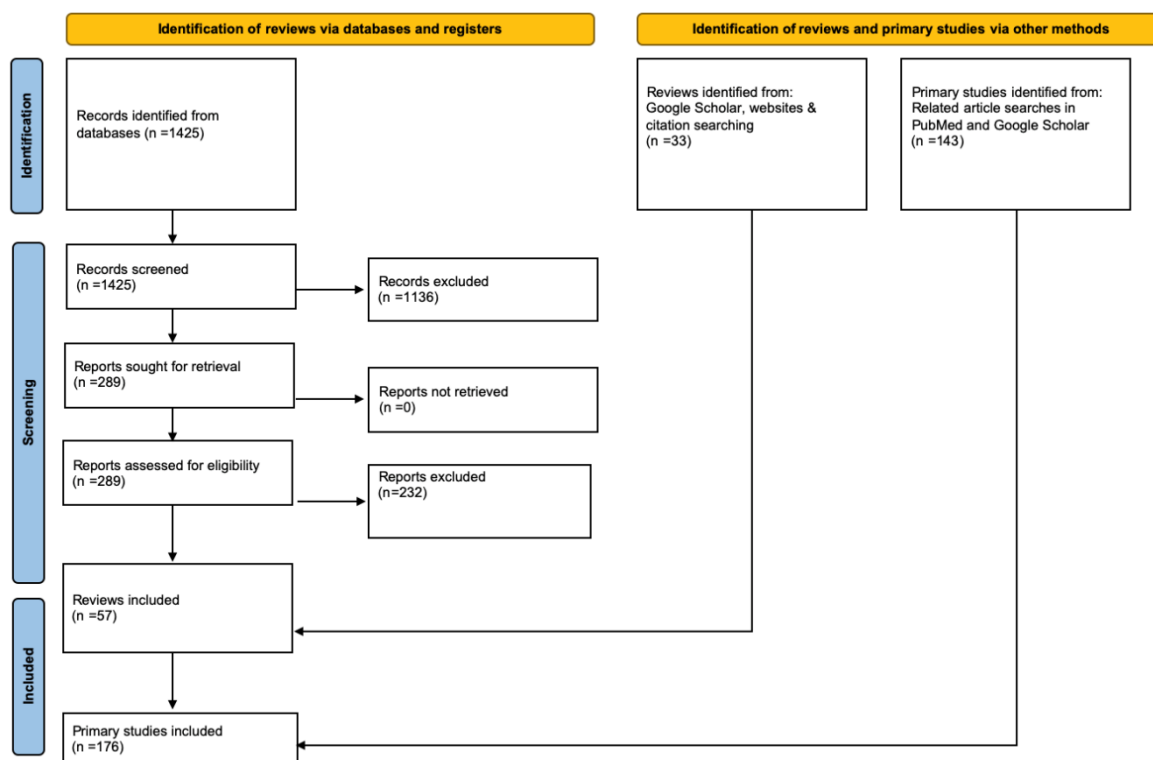 Identification of reviews via databases and registers
Identification of reviews and primary studies via other methods
Identification
Records identified from
databases (n =1425)
Reviews identified from:
Google Scholar, websites &
citation searching
(n =33)
Primary studies identified from:
Related article searches in
PubMed and Google Scholar
(n =143)
Screening
Records screened
(n =1425)
Records excluded
(n =1136)
Reports sought for retrieval
(n =289)
Reports not retrieved
(n =0)
Reports assessed for eligibility
(n =289)
Reports excluded
(n=232)
Included
Reviews included
(n =57)
Primary studies included
(n =176)